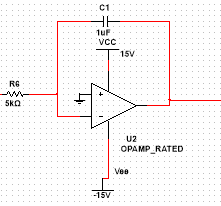 C1
1uF
VCC
15V
R6
5kΩ
+
−
U2
OPAMP_RATED
Vee
-15V